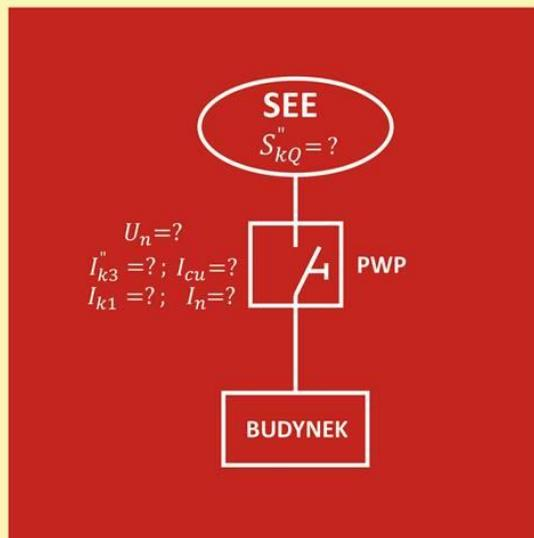 SEE
S"kQ = ?
Un=?
I"k3 =? ; Icu=?
Ik1 =? ; In=?
PWP
BUDYNEK